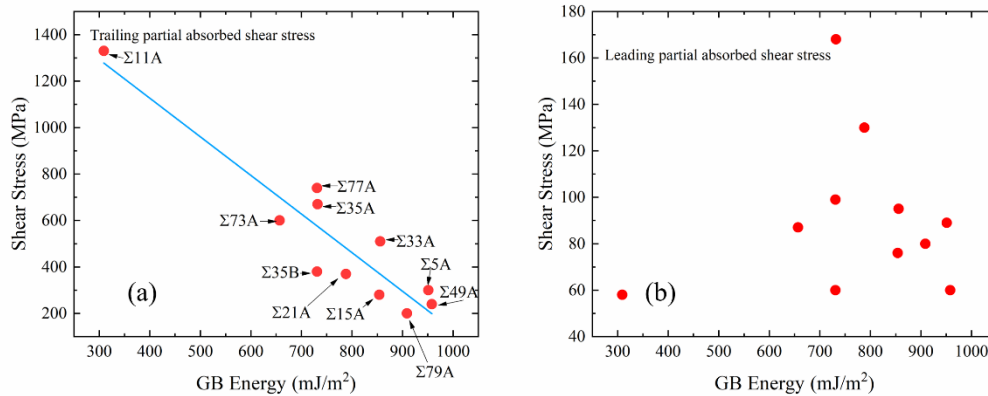 Trailing partial absorbed shear stress
Σ11A
Σ77A
Σ35A
Σ73A
Σ33A
Σ35B
Σ5A
Σ21A
Σ15A
Σ49A
Σ79A
(a)
1400
1200
1000
800
600
400
200
Shear Stress (MPa)
300 400 500 600 700 800 900 1000
GB Energy (mJ/m²)
Leading partial absorbed shear stress
(b)
180
160
140
120
100
80
60
40
Shear Stress (MPa)
300 400 500 600 700 800 900 1000
GB Energy (mJ/m²)